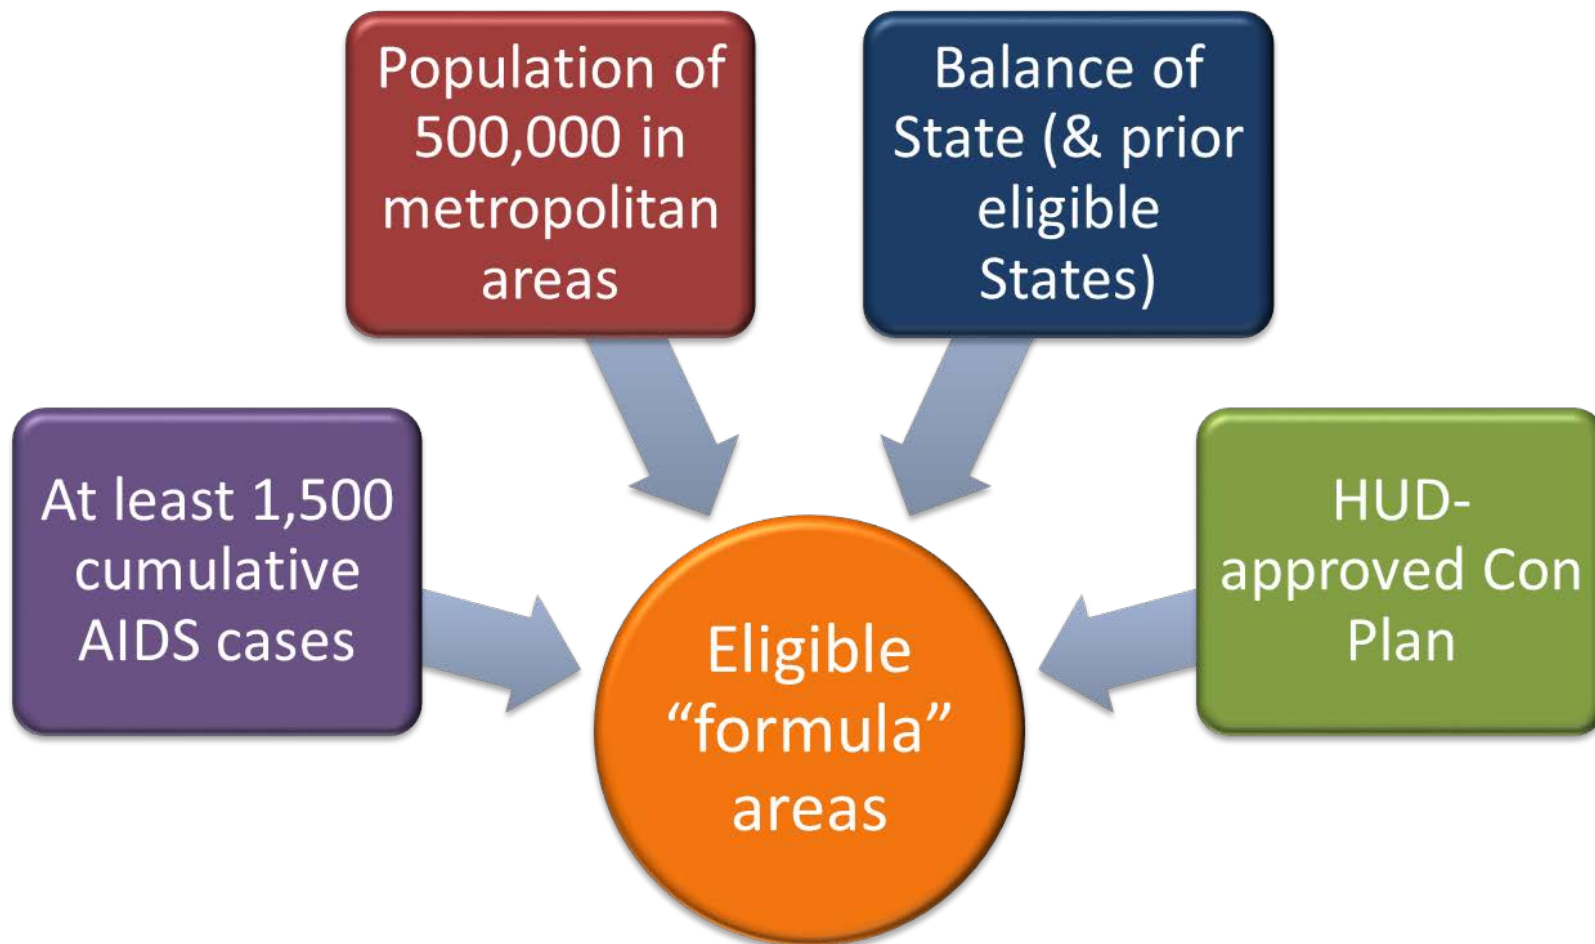 Population of
500,000 in
metropolitan
areas
Balance of
State (& prior
eligible
States)
At least 1,500
cumulative
AIDS cases
HUD-
approved Con
Plan
Eligible
“formula”
areas